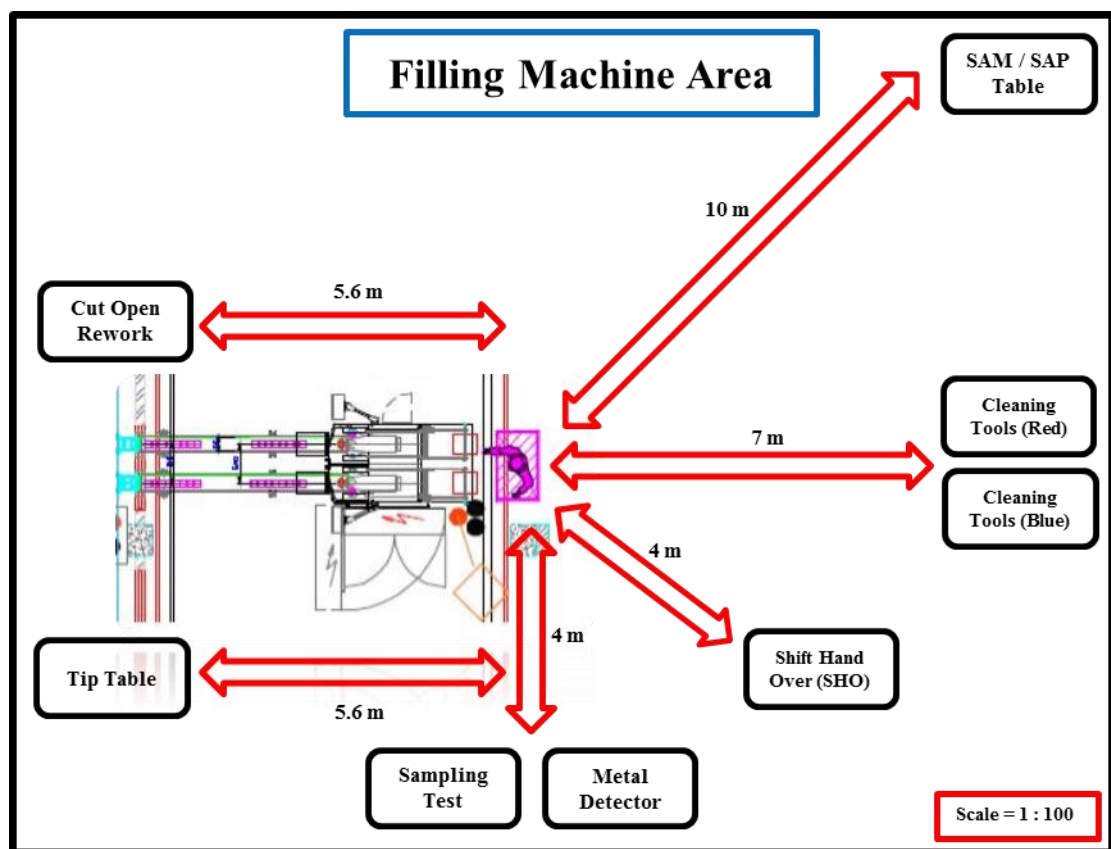 Filling Machine Area
SAM / SAP
Table
10 m
5.6 m
Cut Open
Rework
Cleaning
Tools (Red)
7 m
Cleaning
Tools (Blue)
4 m
4 m
Shift Hand
Over (SHO)
Tip Table
5.6 m
Sampling
Test
Metal
Detector
Scale = 1 : 100